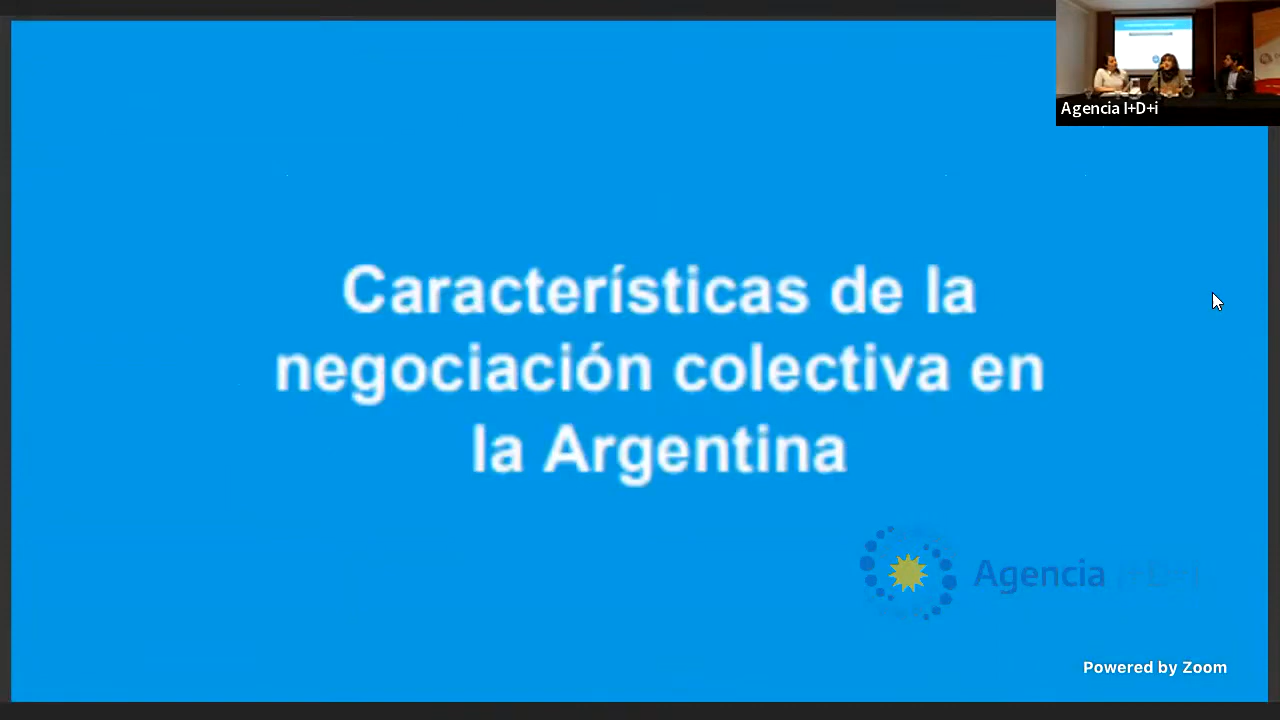 Agencia I+D+i
Características de la
negociación colectiva en
la Argentina
Agencia I+D+i
Powered by Zoom